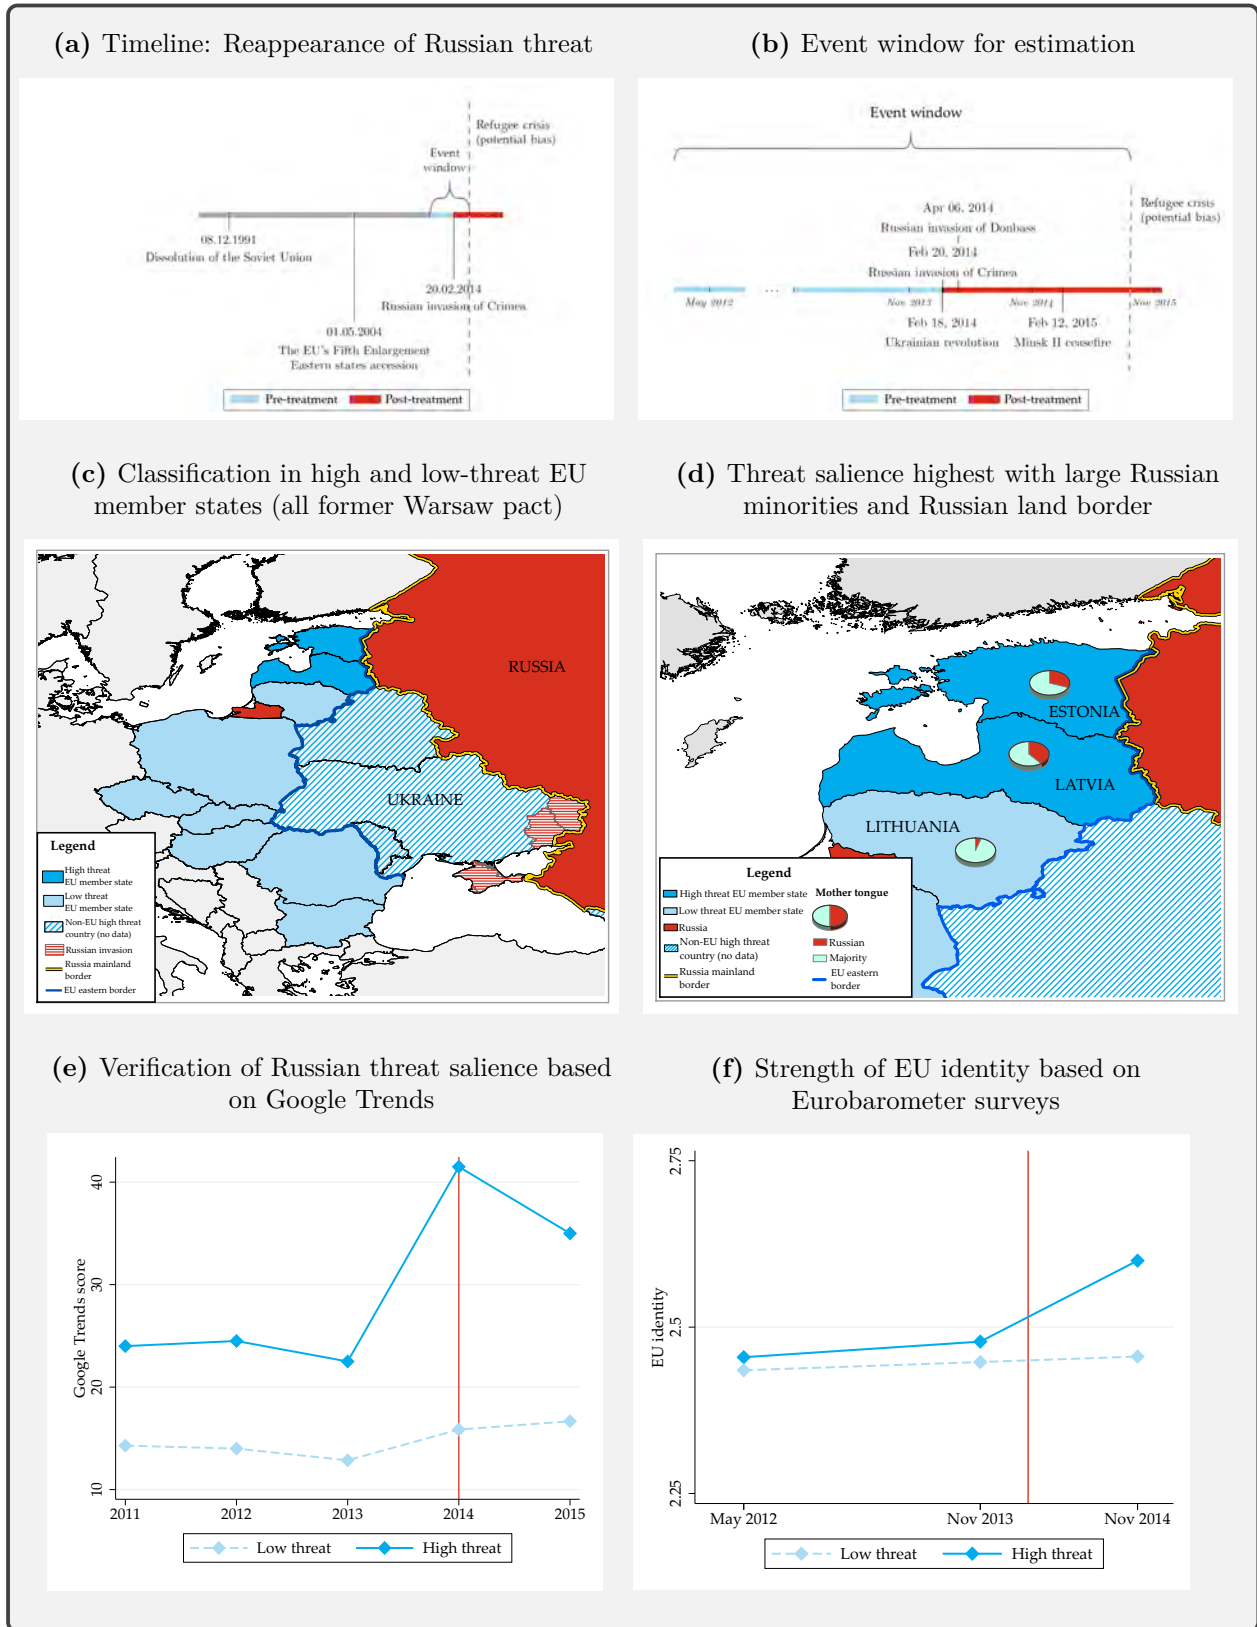 (a) Timeline: Reappearance of Russian threat
Refugee crisis
(potential bias)
Event
window
08.12.1991
Dissolution of the Soviet Union
20.02.2014
Russian invasion of Crimea
01.05.2004
The EU's Fifth Enlargement
Eastern states accession
Pre-treatment
Post-treatment
(b) Event window for estimation
Event window
Refugee crisis
(potential bias)
Apr 06, 2014
Russian invasion of Donbass
Feb 20, 2014
Russian invasion of Crimea
May 2012
...
Nov 2013
Nov 2014
Nov 2015
Feb 18, 2014
Feb 12, 2015
Ukrainian revolution
Minsk II ceasefire
Pre-treatment
Post-treatment
(c) Classification in high and low-threat EU
member states (all former Warsaw pact)
RUSSIA
UKRAINE
Legend
High threat
EU member state
Low threat
EU member state
Non-EU high threat
country (no data)
Russian invasion
Russia mainland
border
EU eastern border
(d) Threat salience highest with large Russian
minorities and Russian land border
ESTONIA
LATVIA
LITHUANIA
Legend
High threat EU member state
Low threat EU member state
Russia
Non-EU high threat
country (no data)
Russia mainland
border
Mother tongue
Russian
Majority
EU eastern
border
(e) Verification of Russian threat salience based
on Google Trends
Google Trends score
40
30
20
10
2011
2012
2013
2014
2015
Low threat
High threat
(f) Strength of EU identity based on
Eurobarometer surveys
EU identity
2.75
2.5
2.25
May 2012
Nov 2013
Nov 2014
Low threat
High threat